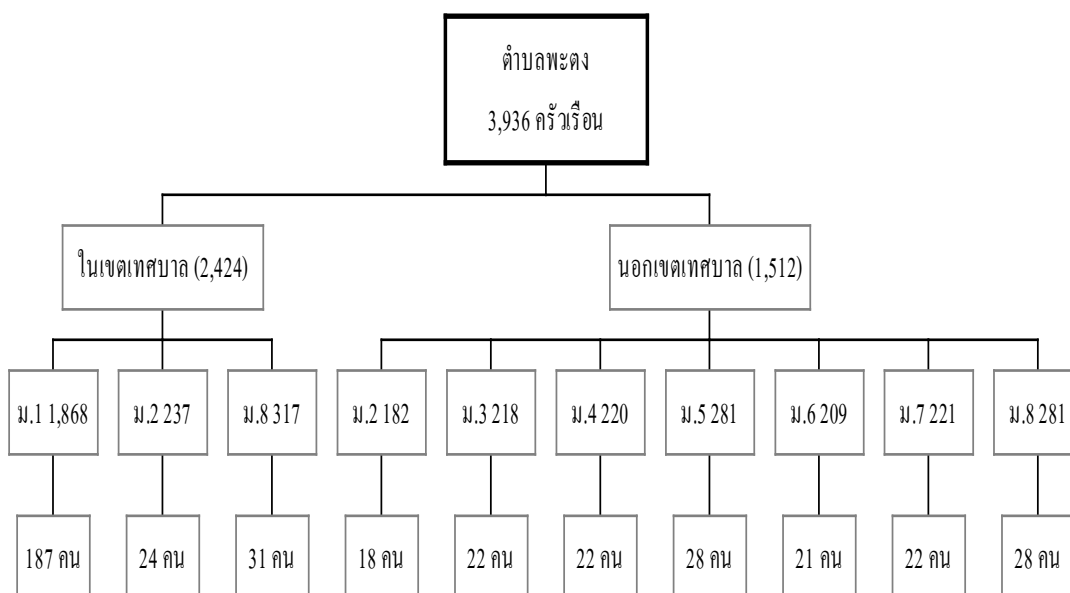 ตำบลพะตง
3,936 ครัวเรือน
ในเขตเทศบาล (2,424)
นอกเขตเทศบาล (1,512)
ม.1 1,868
ม.2 237
ม.8 317
ม.2 182
ม.3 218
ม.4 220
ม.5 281
ม.6 209
ม.7 221
ม.8 281
187 คน
24 คน
31 คน
18 คน
22 คน
22 คน
28 คน
21 คน
22 คน
28 คน